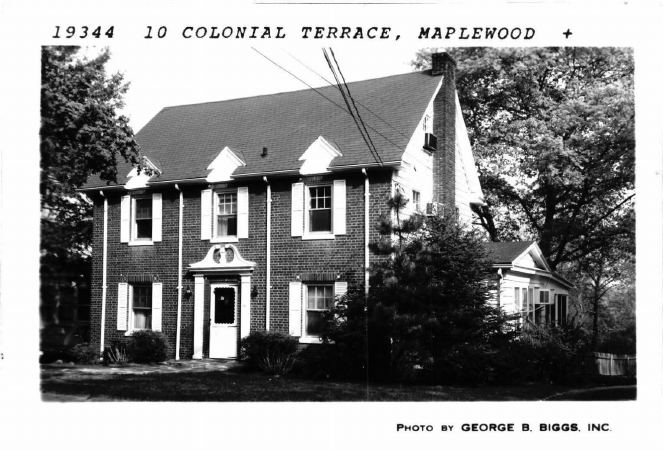 19344 10 COLONIAL TERRACE, MAPLEWOOD +
PHOTO BY GEORGE B. BIGGS, INC.